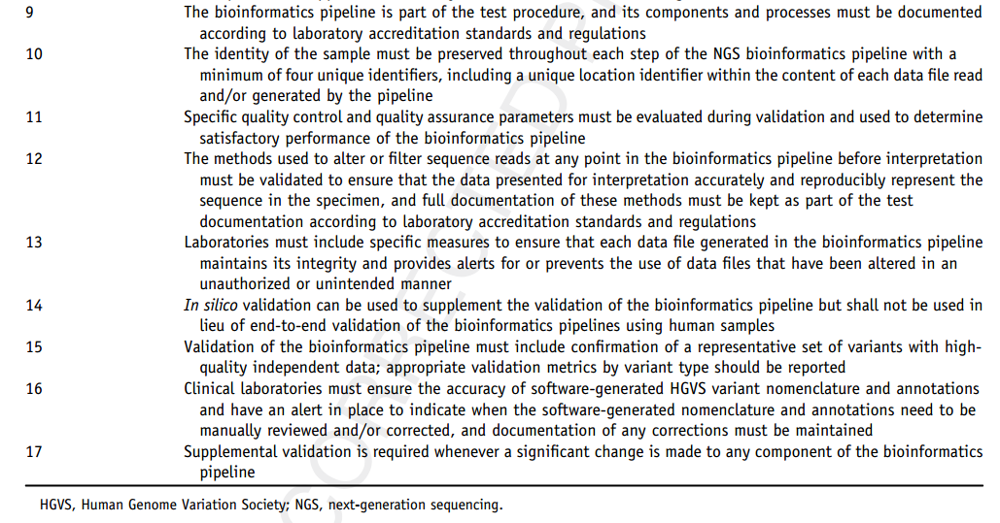 9 The bioinformatics pipeline is part of the test procedure, and its components and processes must be documented
according to laboratory accreditation standards and regulations
10 The identity of the sample must be preserved throughout each step of the NGS bioinformatics pipeline with a
minimum of four unique identifiers, including a unique location identifier within the content of each data file read
and/or generated by the pipeline
11 Specific quality control and quality assurance parameters must be evaluated during validation and used to determine
satisfactory performance of the bioinformatics pipeline
12 The methods used to alter or filter sequence reads at any point in the bioinformatics pipeline before interpretation
must be validated to ensure that the data presented for interpretation accurately and reproducibly represent the
sequence in the specimen, and full documentation of these methods must be kept as part of the test
documentation according to laboratory accreditation standards and regulations
13 Laboratories must include specific measures to ensure that each data file generated in the bioinformatics pipeline
maintains its integrity and provides alerts for or prevents the use of data files that have been altered in an
unauthorized or unintended manner
14 In silico validation can be used to supplement the validation of the bioinformatics pipeline but shall not be used in
lieu of end-to-end validation of the bioinformatics pipelines using human samples
15 Validation of the bioinformatics pipeline must include confirmation of a representative set of variants with high-
quality independent data; appropriate validation metrics by variant type should be reported
16 Clinical laboratories must ensure the accuracy of software-generated HGVS variant nomenclature and annotations
and have an alert in place to indicate when the software-generated nomenclature and annotations need to be
manually reviewed and/or corrected, and documentation of any corrections must be maintained
17 Supplemental validation is required whenever a significant change is made to any component of the bioinformatics
pipeline
HGVS, Human Genome Variation Society; NGS, next-generation sequencing.